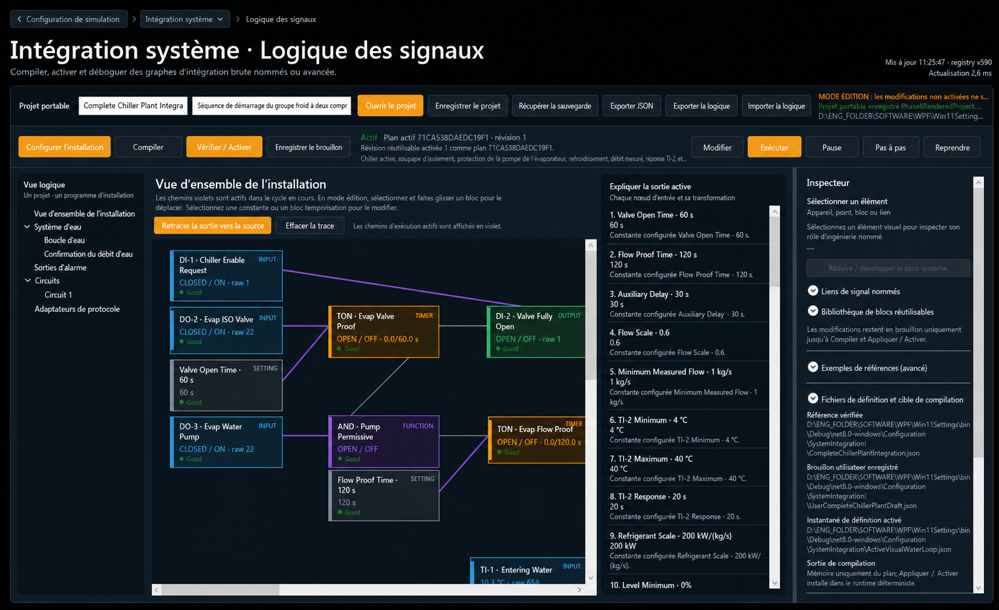 Configuration de simulation
Intégration système
Logique des signaux
Intégration système · Logique des signaux
Compiler, activer et déboguer des graphes d'intégration brute nommés ou avancée.
Mis à jour 11:25:47 · registry v590
Actualisation 2,6 ms
Projet portable
Complete Chiller Plant Integra
Séquence de démarrage du groupe froid à deux compr
Ouvrir le projet
Enregistrer le projet
Récupérer la sauvegarde
Exporter JSON
Exporter la logique
Importer la logique
MODE ÉDITION : les modifications non activées ne s...
Projet portable enregistré Phase8RenderedProject....
D:\ENG_FOLDER\SOFTWARE\WPF\Win11Setting...
Configurer l'installation
Compiler
Vérifier / Activer
Enregistrer le brouillon
Actif Plan actif 71CA538DAEDC19F1 · révision 1
Révision réutilisable activée 1 comme plan 71CA538DAEDC19F1.
Chiller activé, soupape d'isolement, protection de la pompe de l'évaporateur, refroidissement, débit mesuré, réponse TI-2, et...
Modifier
Exécuter
Pause
Pas à pas
Reprendre
Vue logique
Un projet · un programme d'installation
Vue d'ensemble de l'installation
Système d'eau
Boucle d'eau
Confirmation du débit d'eau
Sorties d'alarme
Circuits
Circuit 1
Adaptateurs de protocole
Vue d'ensemble de l'installation
Les chemins violets sont actifs dans le cycle en cours. En mode édition, sélectionnez et faites glisser un bloc pour le
déplacer. Sélectionnez une constante ou un bloc temporisation pour le modifier.
Retracer la sortie vers la source
Effacer la trace
Les chemins d'exécution actifs sont affichés en violet.
DI-1 · Chiller Enable
Request
INPUT
CLOSED / ON · raw 1
Good
DO-2 · Evap ISO Valve
INPUT
CLOSED / ON · raw 22
Good
Valve Open Time ·
60 s
SETTING
60 s
Good
DO-3 · Evap Water
Pump
INPUT
CLOSED / ON · raw 22
Good
TON · Evap Valve
Proof
TIMER
OPEN / OFF · 0.0/60.0 s
Good
AND · Pump
Permissive
FUNCTION
OPEN / OFF
Good
Flow Proof Time ·
120 s
SETTING
120 s
Good
DI-2 · Valve Fully
Open
OUTPUT
OPEN / OFF · raw 1
Good
TIMER
TON · Evap Flow Proof
OPEN / OFF · 0.0/120.0 s
Good
TI-1 · Entering Water
INPUT
10.3 °C · raw 658
Expliquer la sortie active
Chaque nœud d'entrée et sa transformation
1. Valve Open Time · 60 s
60 s
Constante configurée Valve Open Time · 60 s.
2. Flow Proof Time · 120 s
120 s
Constante configurée Flow Proof Time · 120 s.
3. Auxiliary Delay · 30 s
30 s
Constante configurée Auxiliary Delay · 30 s.
4. Flow Scale · 0.6
0.6
Constante configurée Flow Scale · 0.6.
5. Minimum Measured Flow · 1 kg/s
1 kg/s
Constante configurée Minimum Measured Flow · 1
kg/s.
6. TI-2 Minimum · 4 °C
4 °C
Constante configurée TI-2 Minimum · 4 °C.
7. TI-2 Maximum · 40 °C
40 °C
Constante configurée TI-2 Maximum · 40 °C.
8. TI-2 Response · 20 s
20 s
Constante configurée TI-2 Response · 20 s.
9. Refrigerant Scale · 200 kW/(kg/s)
200 kW
Constante configurée Refrigerant Scale · 200 kW/
(kg/s).
10. Level Minimum · 0%
Inspecteur
Sélectionner un élément
Appareil, point, bloc ou lien
Sélectionnez un élément visuel pour inspecter son
rôle d'ingénierie nommé.
—
Réduire / développer le sous-système
Liens de signal nommés
Bibliothèque de blocs réutilisables
Les modifications restent en brouillon uniquement
jusqu'à Compiler et Appliquer / Activer.
Exemples de références (avancé)
Fichiers de définition et cible de compilation
Référence vérifiée
D:\ENG_FOLDER\SOFTWARE\WPF\Win11Settings\bin
\Debug\net8.0-windows\Configuration
\SystemIntegration\
\CompleteChillerPlantIntegration.json
Brouillon utilisateer enregistré
D:\ENG_FOLDER\SOFTWARE\WPF\Win11Settings\bin
\Debug\net8.0-windows\Configuration
\SystemIntegration\
\UserCompleteChillerPlantDraft.json
Instantané de définition activé
D:\ENG_FOLDER\SOFTWARE\WPF\Win11Settings\bin
\Debug\net8.0-windows\Configuration
\SystemIntegration\ActiveVisualWaterLoop.json
Sortie de compilation
Mémoire uniquement du plan; Appliquer / Activer
installe dans le runtime déterministe.